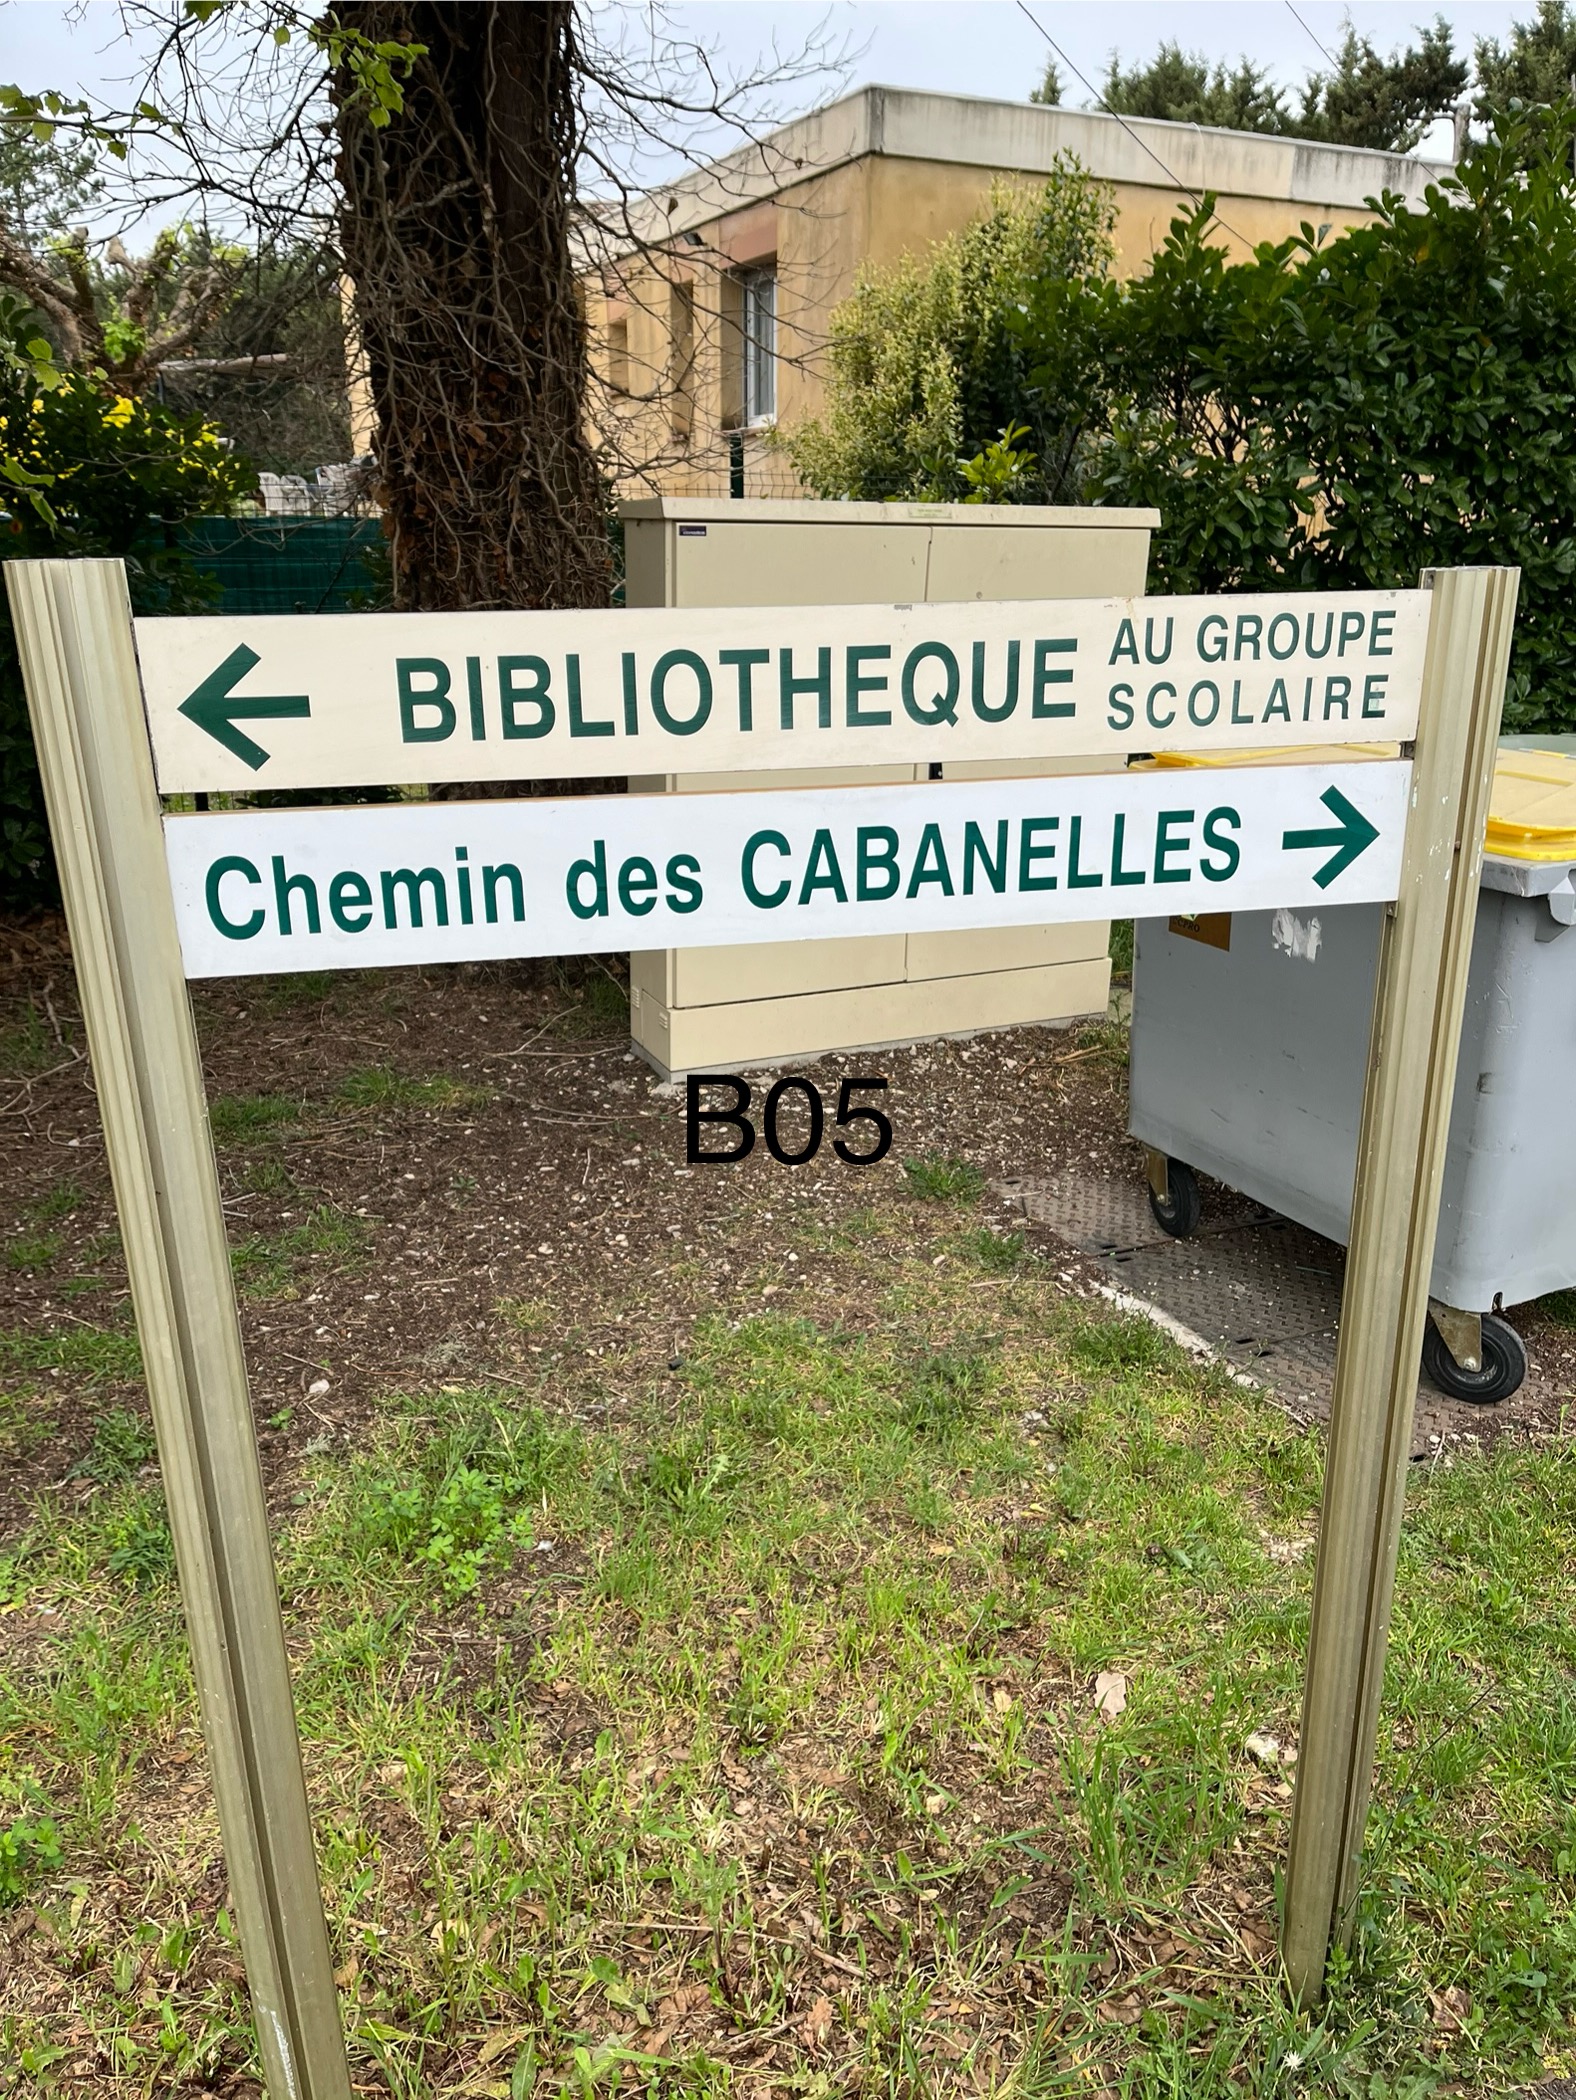 BIBLIOTHEQUE AU GROUPE
SCOLAIRE
Chemin des CABANELLES
B05